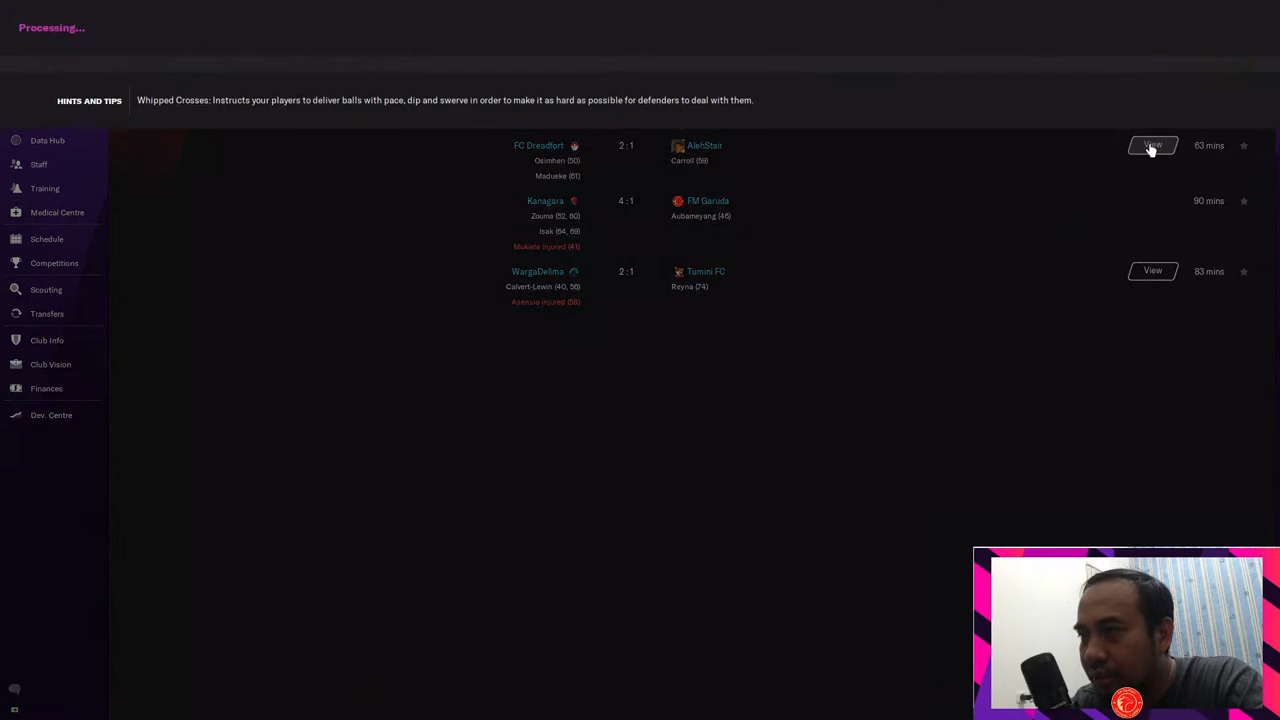 Processing...
HINTS AND TIPS Whipped Crosses: Instructs your players to deliver balls with pace, dip and swerve in order to make it as hard as possible for defenders to deal with them.
Data Hub
Staff
Training
Medical Centre
Schedule
Competitions
Scouting
Transfers
Club Info
Club Vision
Finances
Dev. Centre
FC Dreadfort 2 : 1 AlehStair View 63 mins
Osimhen (50) Carroll (59)
Madueke (61)
Kanagara 4 : 1 FM Garuda 90 mins
Zouma (52, 60) Aubameyang (46)
Isak (64, 69)
Mukiele injured (41)
WargaDelima 2 : 1 Tumini FC View 83 mins
Calvert-Lewin (40, 56) Reyna (74)
Asensio injured (58)